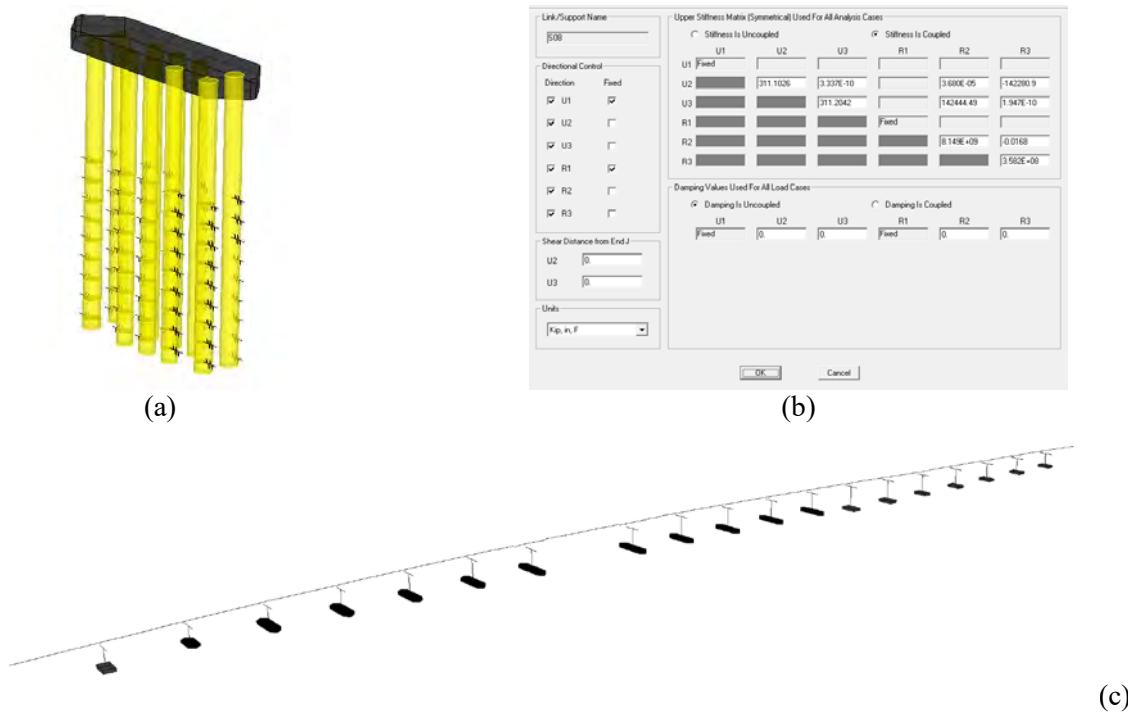 Link/Support Name
SOB
Directional Control
Direction Fixed
U1
U2
U3
R1
R2
R3
Shear Distance from End J
U2 0.
U3 0.
Units
Kip, in, F
Upper Stiffness Matrix (Symmetrical) Used For All Analysis Cases
Stiffness Is Uncoupled Stiffness Is Coupled
U1 U2 U3 R1 R2 R3
U1 Fixed
U2 311.1026 3.337E-10 3.680E-05 -142280.9
U3 311.2042 142444.49 1.947E-10
R1 Fixed
R2 8.149E+09 -0.0168
R3 3.582E+08
Damping Values Used For All Load Cases
Damping Is Uncoupled Damping Is Coupled
U1 U2 U3 R1 R2 R3
Fixed 0. 0. Fixed 0. 0.
OK Cancel
(a) (b)
(c)